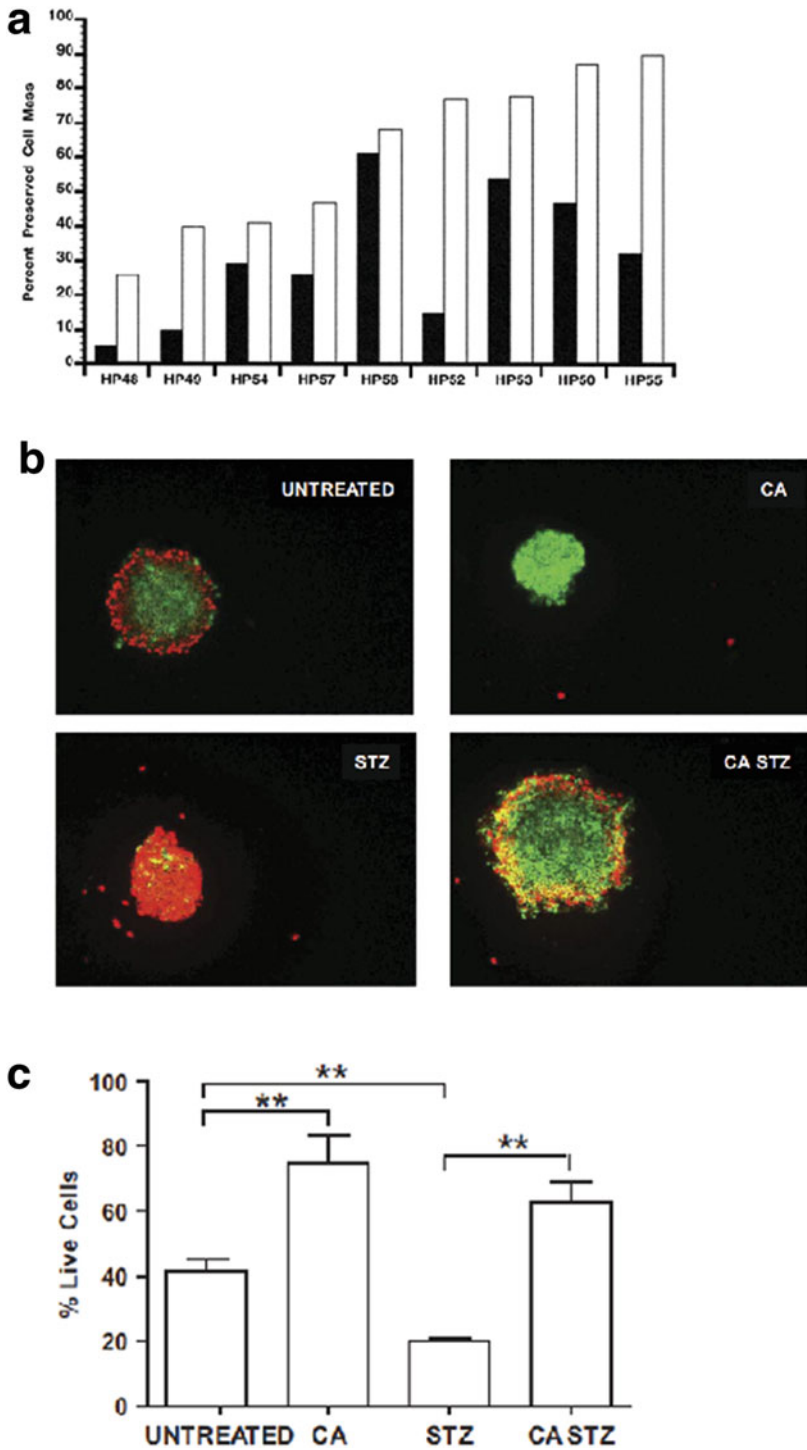 a
Percent Preserved Cell Mass
100
90
80
70
60
50
40
30
20
10
0
HP48 HP49 HP54 HP57 HP58 HP52 HP53 HP50 HP55
b
UNTREATED
CA
STZ
CA STZ
c
% Live Cells
100
80
60
40
20
0
**
**
**
UNTREATED CA STZ CA STZ